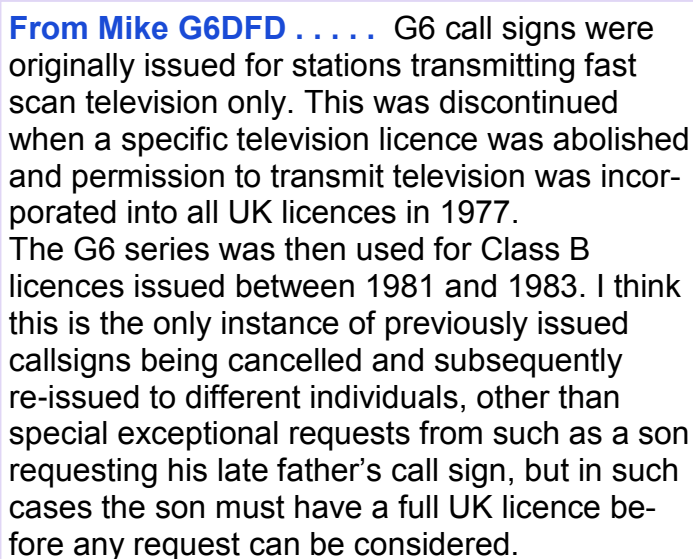 From Mike G6DFD . . . . .  G6 call signs were
originally issued for stations transmitting fast
scan television only. This was discontinued
when a specific television licence was abolished
and permission to transmit television was incor-
porated into all UK licences in 1977.
The G6 series was then used for Class B
licences issued between 1981 and 1983. I think
this is the only instance of previously issued
callsigns being cancelled and subsequently
re-issued to different individuals, other than
special exceptional requests from such as a son
requesting his late father’s call sign, but in such
cases the son must have a full UK licence be-
fore any request can be considered.